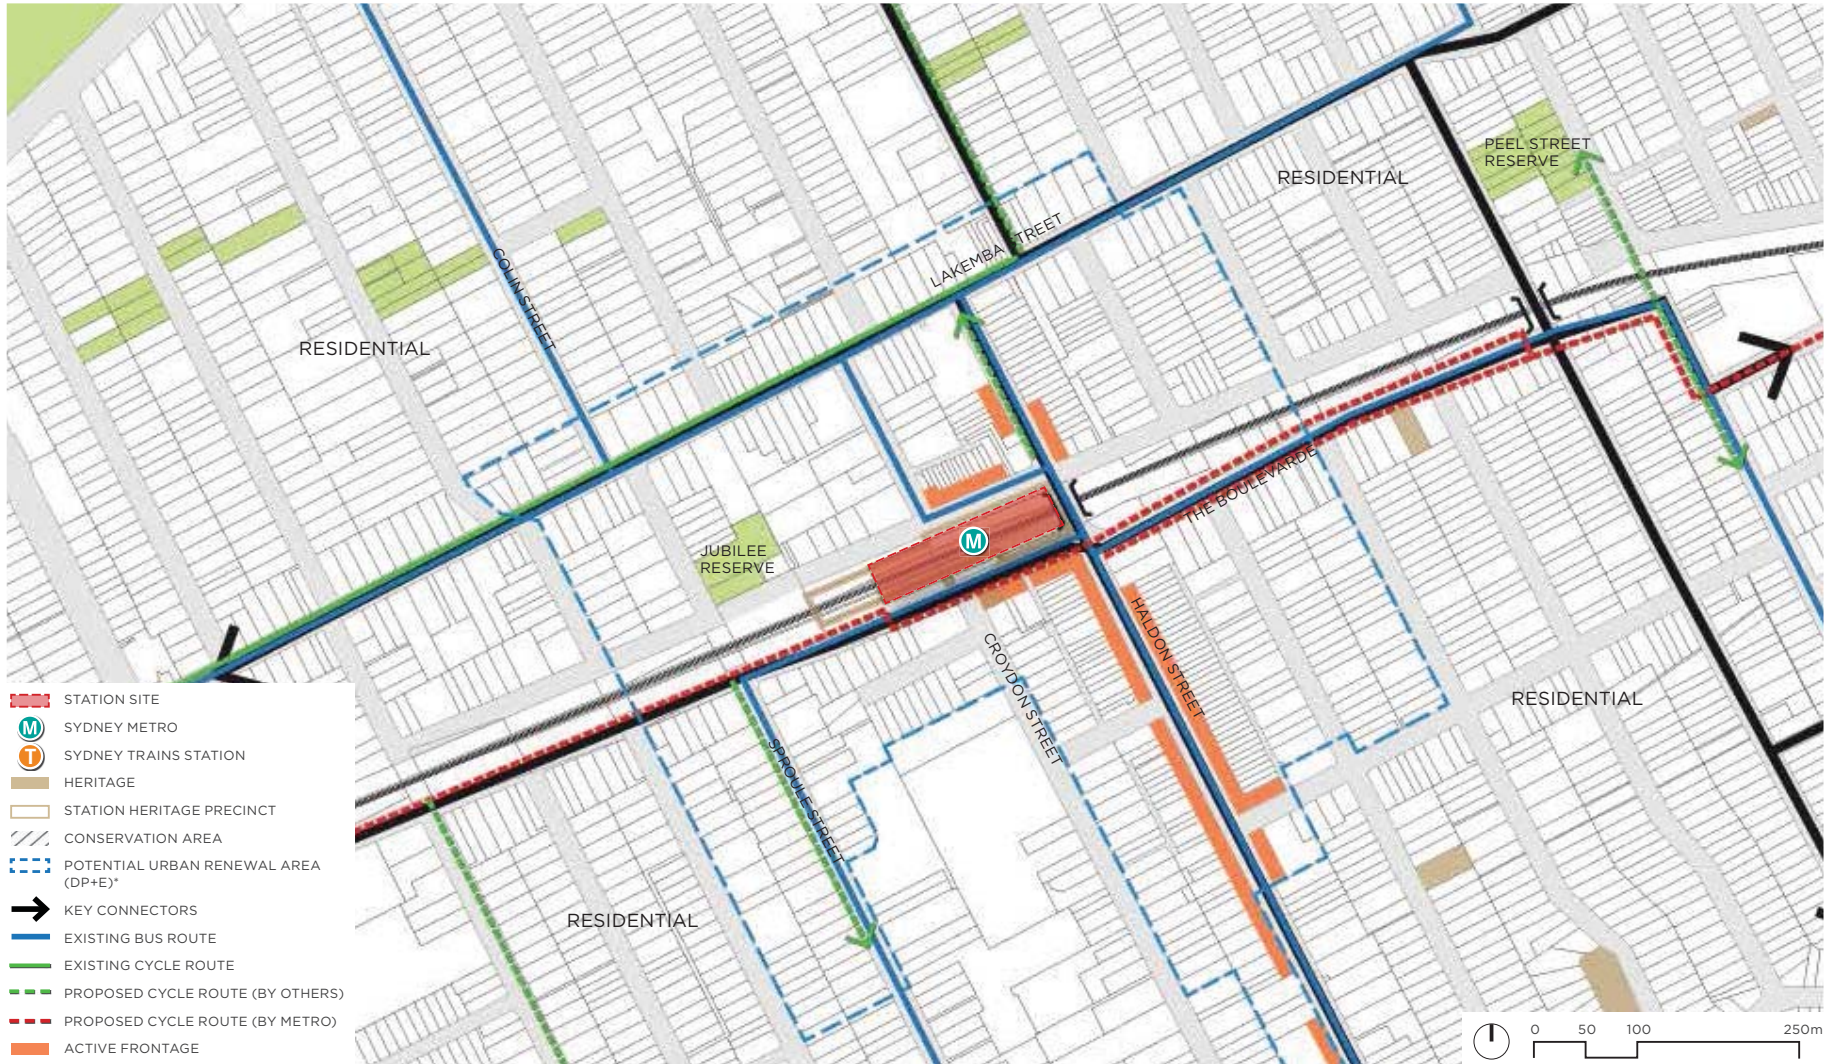 PEEL STREET
RESERVE
RESIDENTIAL
LAKEMBA STREET
COLIN STREET
RESIDENTIAL
THE BOULEVARDE
M
JUBILEE
RESERVE
HALDON STREET
CROYDON STREET
RESIDENTIAL
SPROULE STREET
RESIDENTIAL
STATION SITE
M SYDNEY METRO
T SYDNEY TRAINS STATION
HERITAGE
STATION HERITAGE PRECINCT
CONSERVATION AREA
POTENTIAL URBAN RENEWAL AREA
(DP+E)*
KEY CONNECTORS
EXISTING BUS ROUTE
EXISTING CYCLE ROUTE
PROPOSED CYCLE ROUTE (BY OTHERS)
PROPOSED CYCLE ROUTE (BY METRO)
ACTIVE FRONTAGE
0 50 100 250m